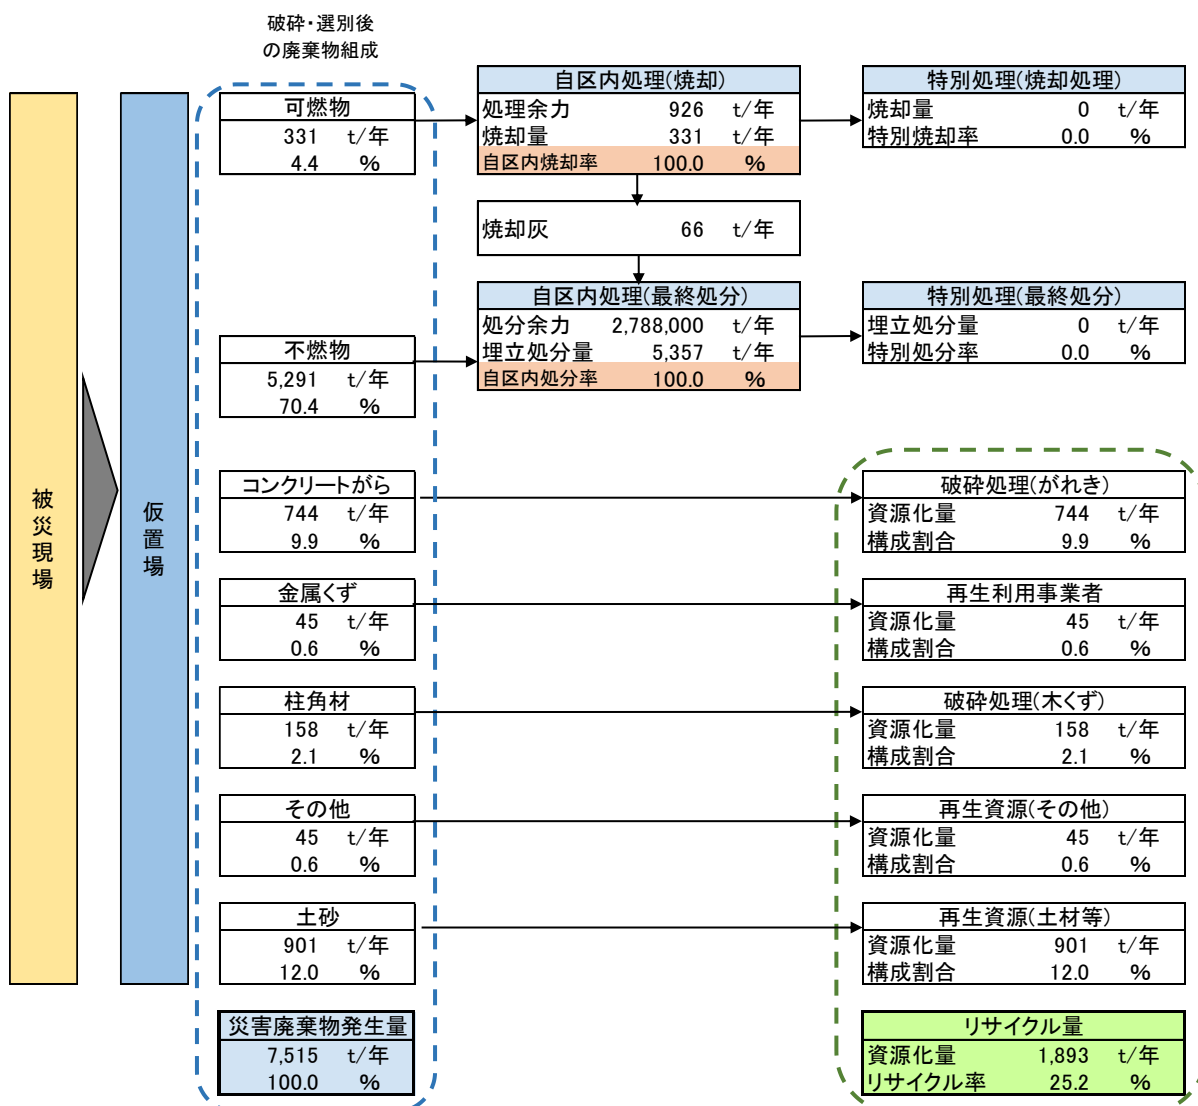 破砕・選別後
の廃棄物組成
被災現場
仮置場
可燃物
331 t/年
4.4 %
自区内処理(焼却)
処理余力 926 t/年
焼却量 331 t/年
自区内焼却率 100.0 %
特別処理(焼却処理)
焼却量 0 t/年
特別焼却率 0.0 %
焼却灰 66 t/年
不燃物
5,291 t/年
70.4 %
自区内処理(最終処分)
処分余力 2,788,000 t/年
埋立処分量 5,357 t/年
自区内処分率 100.0 %
特別処理(最終処分)
埋立処分量 0 t/年
特別処分率 0.0 %
コンクリートがら
744 t/年
9.9 %
破砕処理(がれき)
資源化量 744 t/年
構成割合 9.9 %
金属くず
45 t/年
0.6 %
再生利用事業者
資源化量 45 t/年
構成割合 0.6 %
柱角材
158 t/年
2.1 %
破砕処理(木くず)
資源化量 158 t/年
構成割合 2.1 %
その他
45 t/年
0.6 %
再生資源(その他)
資源化量 45 t/年
構成割合 0.6 %
土砂
901 t/年
12.0 %
再生資源(土材等)
資源化量 901 t/年
構成割合 12.0 %
災害廃棄物発生量
7,515 t/年
100.0 %
リサイクル量
資源化量 1,893 t/年
リサイクル率 25.2 %